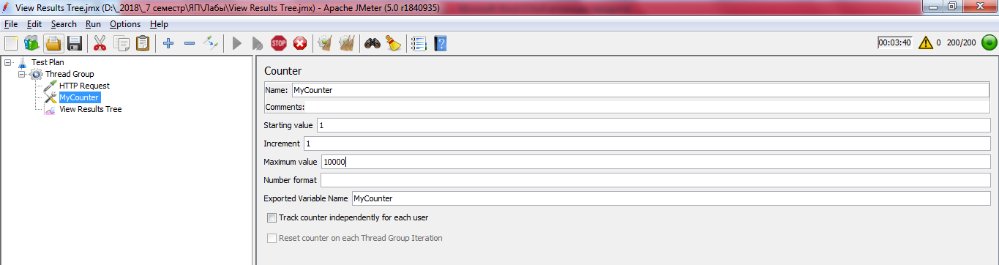 View Results Tree.jmx (D:\_2018\_7 семестр\ЯП\Лабы\View Results Tree.jmx) - Apache JMeter (5.0 r1840935)
File Edit Search Run Options Help
STOP 00:03:40 0 200/200
Test Plan
Thread Group
HTTP Request
MyCounter
View Results Tree
Counter
Name: MyCounter
Comments:
Starting value 1
Increment 1
Maximum value 10000
Number format
Exported Variable Name MyCounter
Track counter independently for each user
Reset counter on each Thread Group Iteration